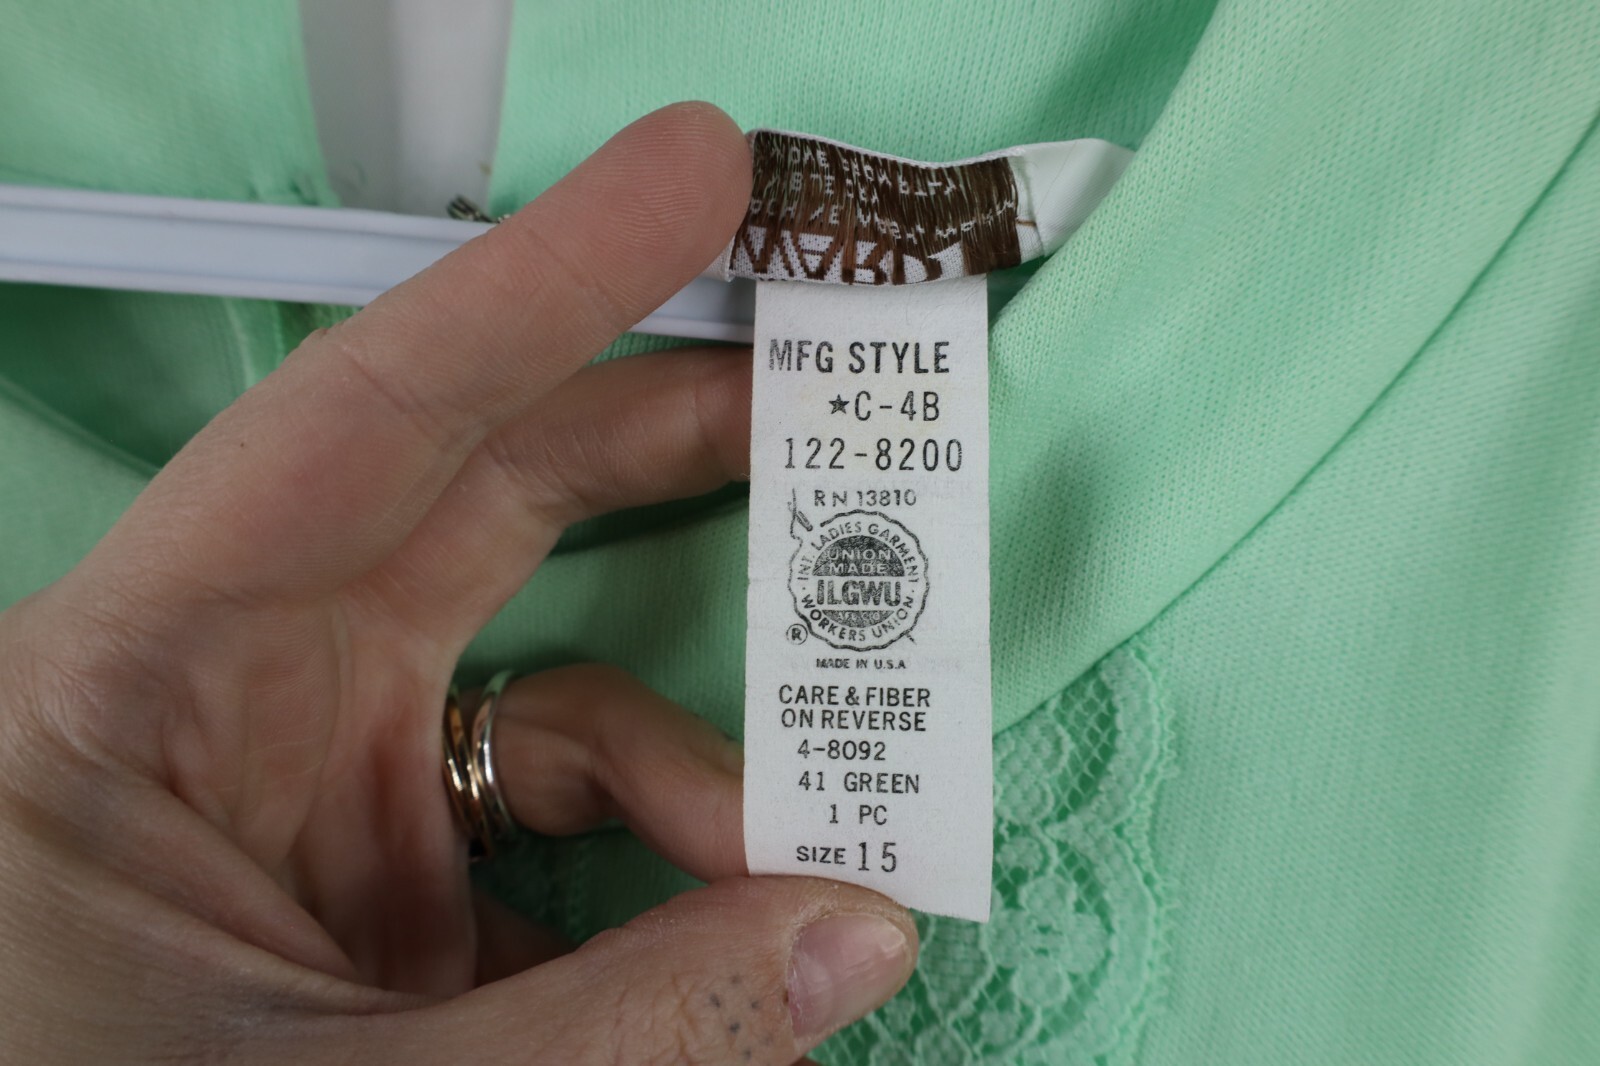 MFG STYLE
★C-4B
122-8200
RN 13810
INT. LADIES GARMENT WORKERS UNION
UNION
MADE
ILGWU
®
MADE IN U.S.A
CARE & FIBER
ON REVERSE
4-8092
41 GREEN
1 PC
SIZE 15